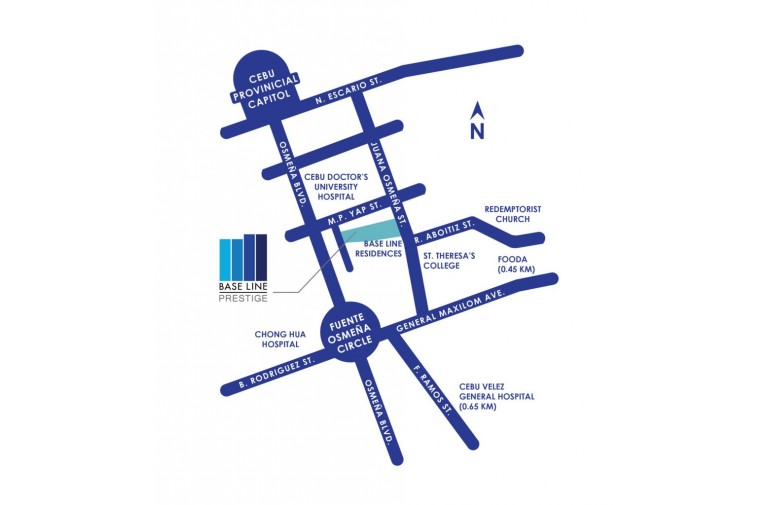 CEBU
PROVINICIAL
CAPITOL
N. ESCARIO ST.
N
OSMEÑA BLVD.
JUANA OSMEÑA ST.
CEBU DOCTOR'S
UNIVERSITY
HOSPITAL
M.P. YAP ST.
REDEMPTORIST
CHURCH
R. ABOITIZ ST.
BASE LINE
RESIDENCES
ST. THERESA'S
COLLEGE
FOODA
(0.45 KM)
BASE LINE
PRESTIGE
GENERAL MAXILOM AVE.
FUENTE
OSMEÑA
CIRCLE
CHONG HUA
HOSPITAL
B. RODRIGUEZ ST.
OSMEÑA BLVD.
F. RAMOS ST.
CEBU VELEZ
GENERAL HOSPITAL
(0.65 KM)